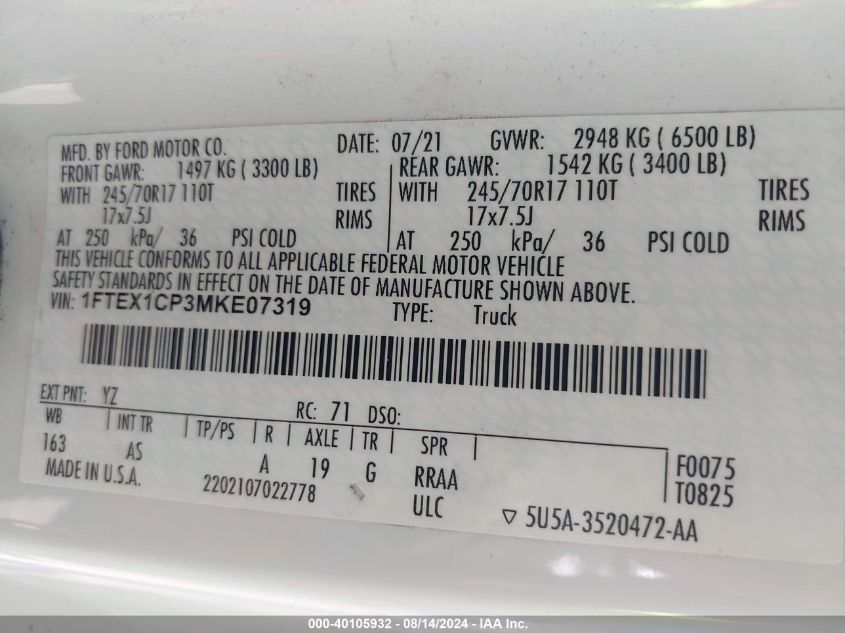 MFD. BY FORD MOTOR CO. DATE: 07/21 GVWR: 2948 KG ( 6500 LB)
FRONT GAWR: 1497 KG ( 3300 LB) REAR GAWR: 1542 KG ( 3400 LB)
WITH 245/70R17 110T TIRES WITH 245/70R17 110T TIRES
17x7.5J RIMS 17x7.5J RIMS
AT 250 kPa/ 36 PSI COLD AT 250 kPa/ 36 PSI COLD
THIS VEHICLE CONFORMS TO ALL APPLICABLE FEDERAL MOTOR VEHICLE
SAFETY STANDARDS IN EFFECT ON THE DATE OF MANUFACTURE SHOWN ABOVE.
VIN: 1FTEX1CP3MKE07319 TYPE: Truck
EXT PNT: YZ RC: 71 DSO:
WB INT TR TP/PS R AXLE TR SPR
163 AS A 19 G RRAA F0075
MADE IN U.S.A. 2202107022778 ULC T0825
▽ 5U5A-3520472-AA
000-40105932 - 08/14/2024 - IAA Inc.